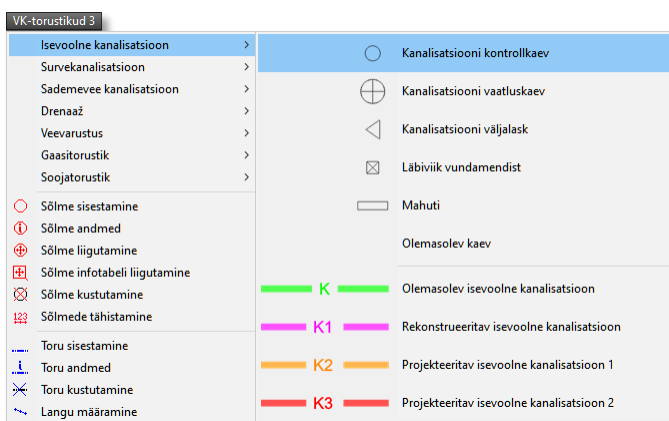 VK-torustikud 3
Isevoolne kanalisatsioon
Survekanalisatsioon
Sademevee kanalisatsioon
Drenaaž
Veevarustus
Gaasitorustik
Soojatorustik
Sõlme sisestamine
Sõlme andmed
Sõlme liigutamine
Sõlme infotabeli liigutamine
Sõlme kustutamine
123 Sõlmede tähistamine
Toru sisestamine
Toru andmed
Toru kustutamine
Langu määramine
Kanalisatsiooni kontrollkaev
Kanalisatsiooni vaatluskaev
Kanalisatsiooni väljalask
Läbiviik vundamendist
Mahuti
Olemasolev kaev
K Olemasolev isevoolne kanalisatsioon
K1 Rekonstrueeritav isevoolne kanalisatsioon
K2 Projekteeritav isevoolne kanalisatsioon 1
K3 Projekteeritav isevoolne kanalisatsioon 2